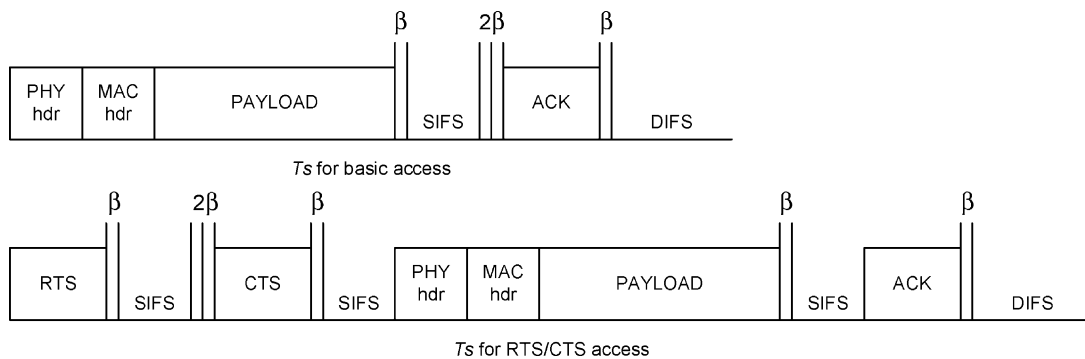 β 2β β
PHY hdr MAC hdr PAYLOAD SIFS ACK DIFS
Ts for basic access
β 2β β β β
RTS SIFS CTS SIFS PHY hdr MAC hdr PAYLOAD SIFS ACK DIFS
Ts for RTS/CTS access